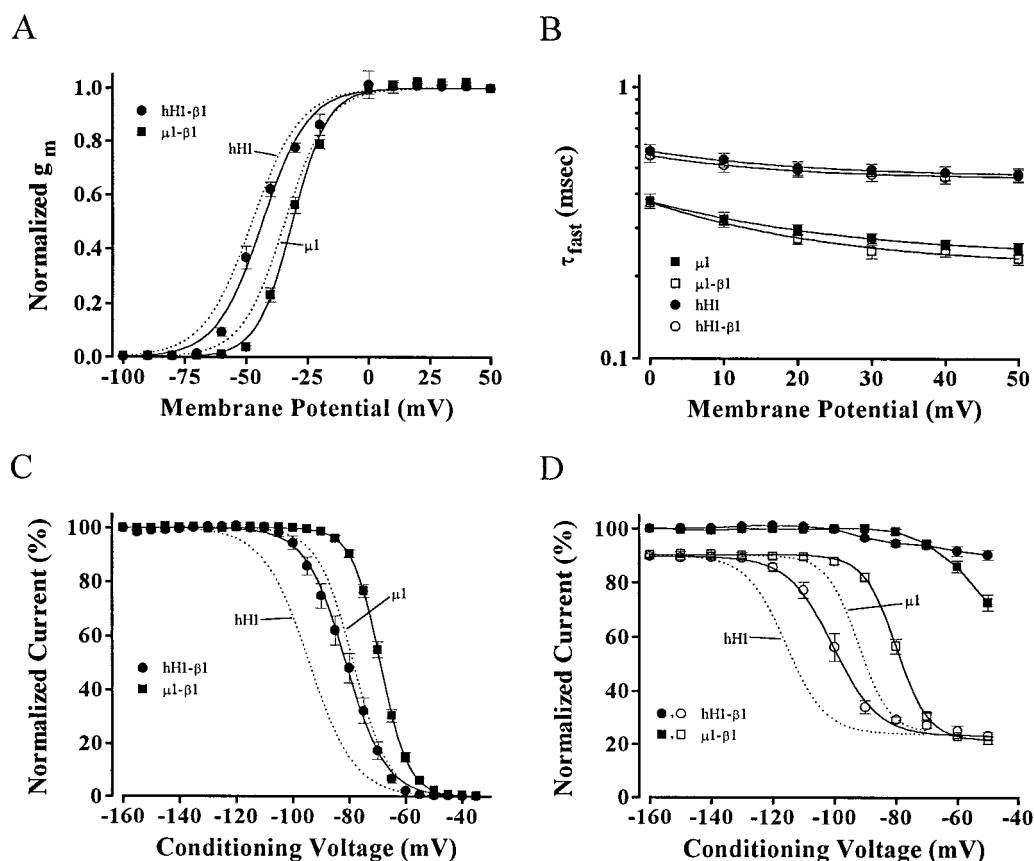 A
Normalized g_m
1.0
0.8
0.6
0.4
0.2
0.0
hH1-β1
μ1-β1
hH1
μ1
-100 -75 -50 -25 0 25 50
Membrane Potential (mV)
B
τ_fast (msec)
1
0.1
μ1
μ1-β1
hH1
hH1-β1
0 10 20 30 40 50
Membrane Potential (mV)
C
Normalized Current (%)
100
80
60
40
20
0
hH1
μ1
hH1-β1
μ1-β1
-160 -140 -120 -100 -80 -60 -40
Conditioning Voltage (mV)
D
Normalized Current (%)
100
80
60
40
20
0
μ1
hH1
, hH1-β1
, μ1-β1
-160 -140 -120 -100 -80 -60 -40
Conditioning Voltage (mV)